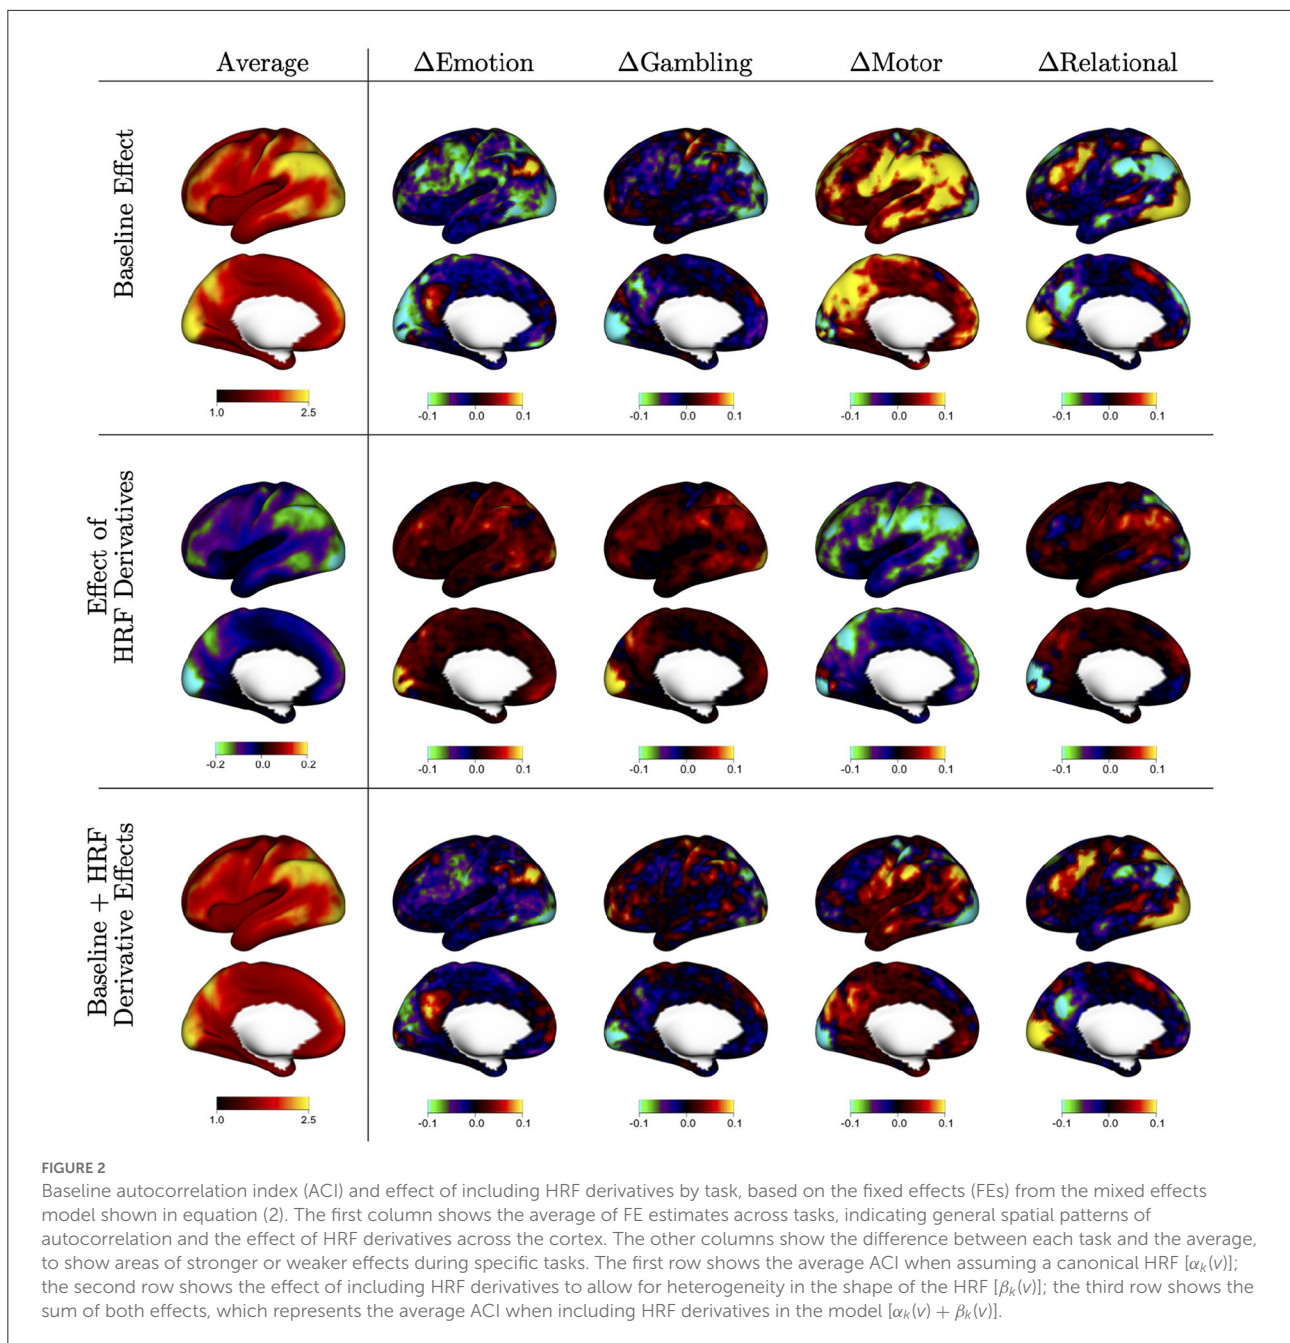 Average ΔEmotion ΔGambling ΔMotor ΔRelational
Baseline Effect
1.0 2.5 -0.1 0.0 0.1 -0.1 0.0 0.1 -0.1 0.0 0.1 -0.1 0.0 0.1
Effect of
HRF Derivatives
-0.2 0.0 0.2 -0.1 0.0 0.1 -0.1 0.0 0.1 -0.1 0.0 0.1 -0.1 0.0 0.1
Baseline + HRF
Derivative Effects
1.0 2.5 -0.1 0.0 0.1 -0.1 0.0 0.1 -0.1 0.0 0.1 -0.1 0.0 0.1
FIGURE 2
Baseline autocorrelation index (ACI) and effect of including HRF derivatives by task, based on the fixed effects (FEs) from the mixed effects
model shown in equation (2). The first column shows the average of FE estimates across tasks, indicating general spatial patterns of
autocorrelation and the effect of HRF derivatives across the cortex. The other columns show the difference between each task and the average,
to show areas of stronger or weaker effects during specific tasks. The first row shows the average ACI when assuming a canonical HRF [αₖ(v)];
the second row shows the effect of including HRF derivatives to allow for heterogeneity in the shape of the HRF [βₖ(v)]; the third row shows the
sum of both effects, which represents the average ACI when including HRF derivatives in the model [αₖ(v) + βₖ(v)].